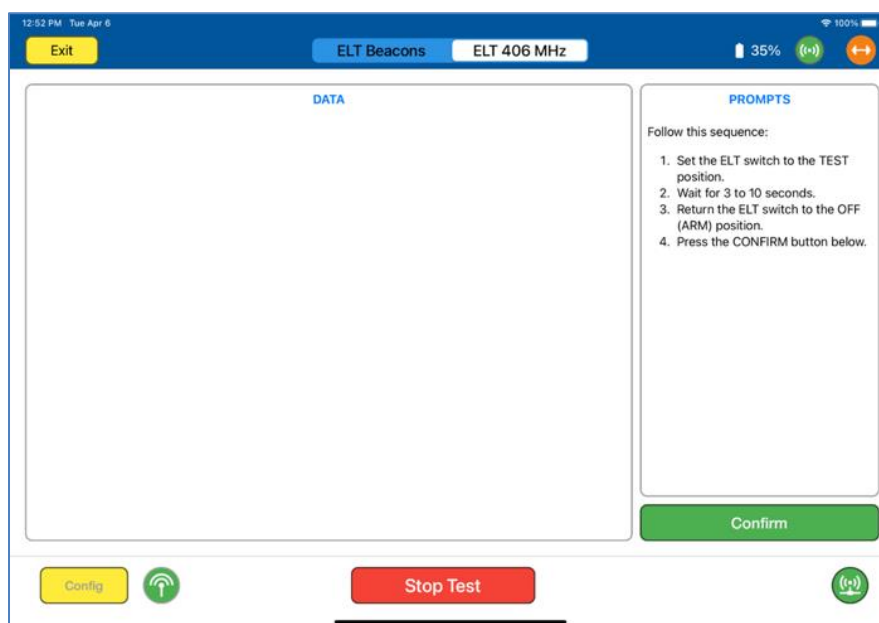 12:52 PM Tue Apr 6
100%
Exit
ELT Beacons
ELT 406 MHz
35%
DATA
PROMPTS
Follow this sequence:
1. Set the ELT switch to the TEST
position.
2. Wait for 3 to 10 seconds.
3. Return the ELT switch to the OFF
(ARM) position.
4. Press the CONFIRM button below.
Confirm
Config
Stop Test